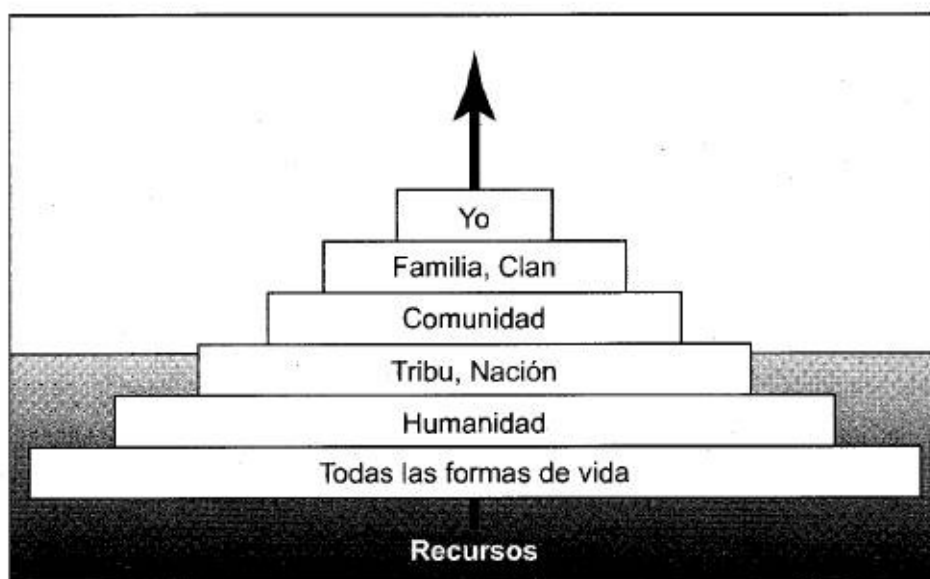 Yo
Familia, Clan
Comunidad
Tribu, Nación
Humanidad
Todas las formas de vida
Recursos